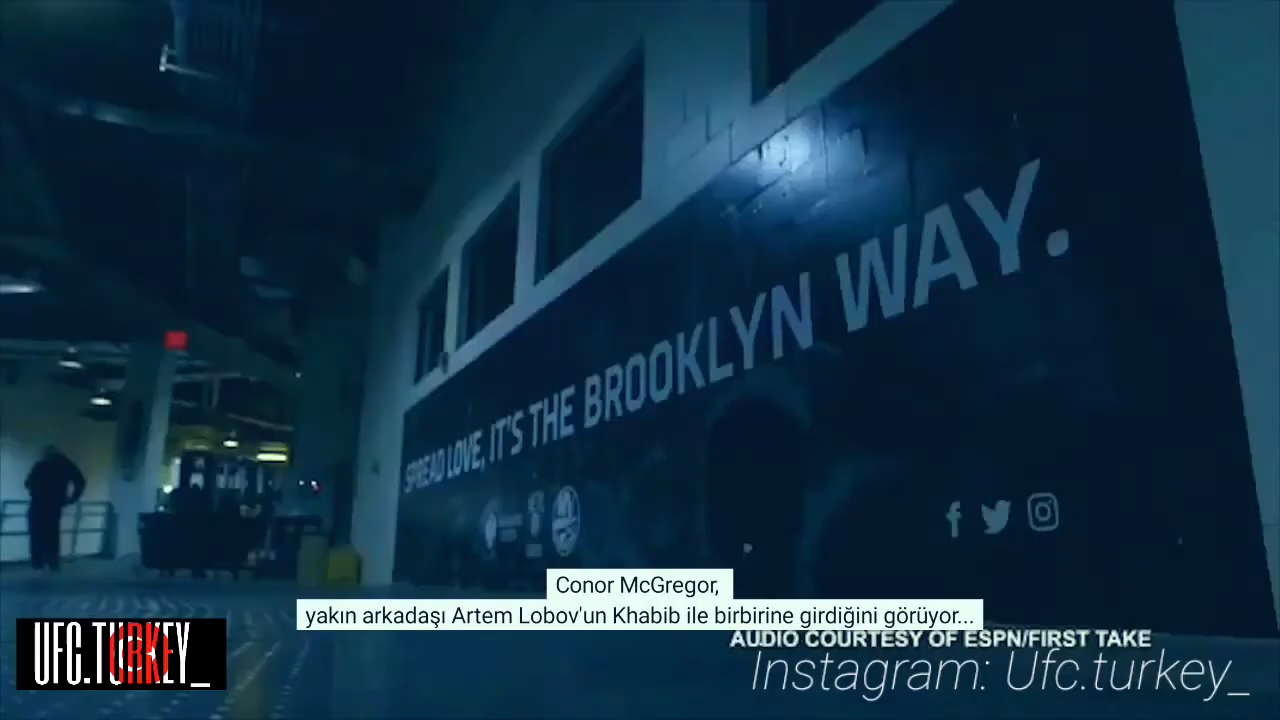 SPREAD LOVE, IT'S THE BROOKLYN WAY.
Conor McGregor,
yakın arkadaşı Artem Lobov'un Khabib ile birbirine girdiğini görüyor...
AUDIO COURTESY OF ESPN/FIRST TAKE
UFC.TURKEY_
Instagram: Ufc.turkey_